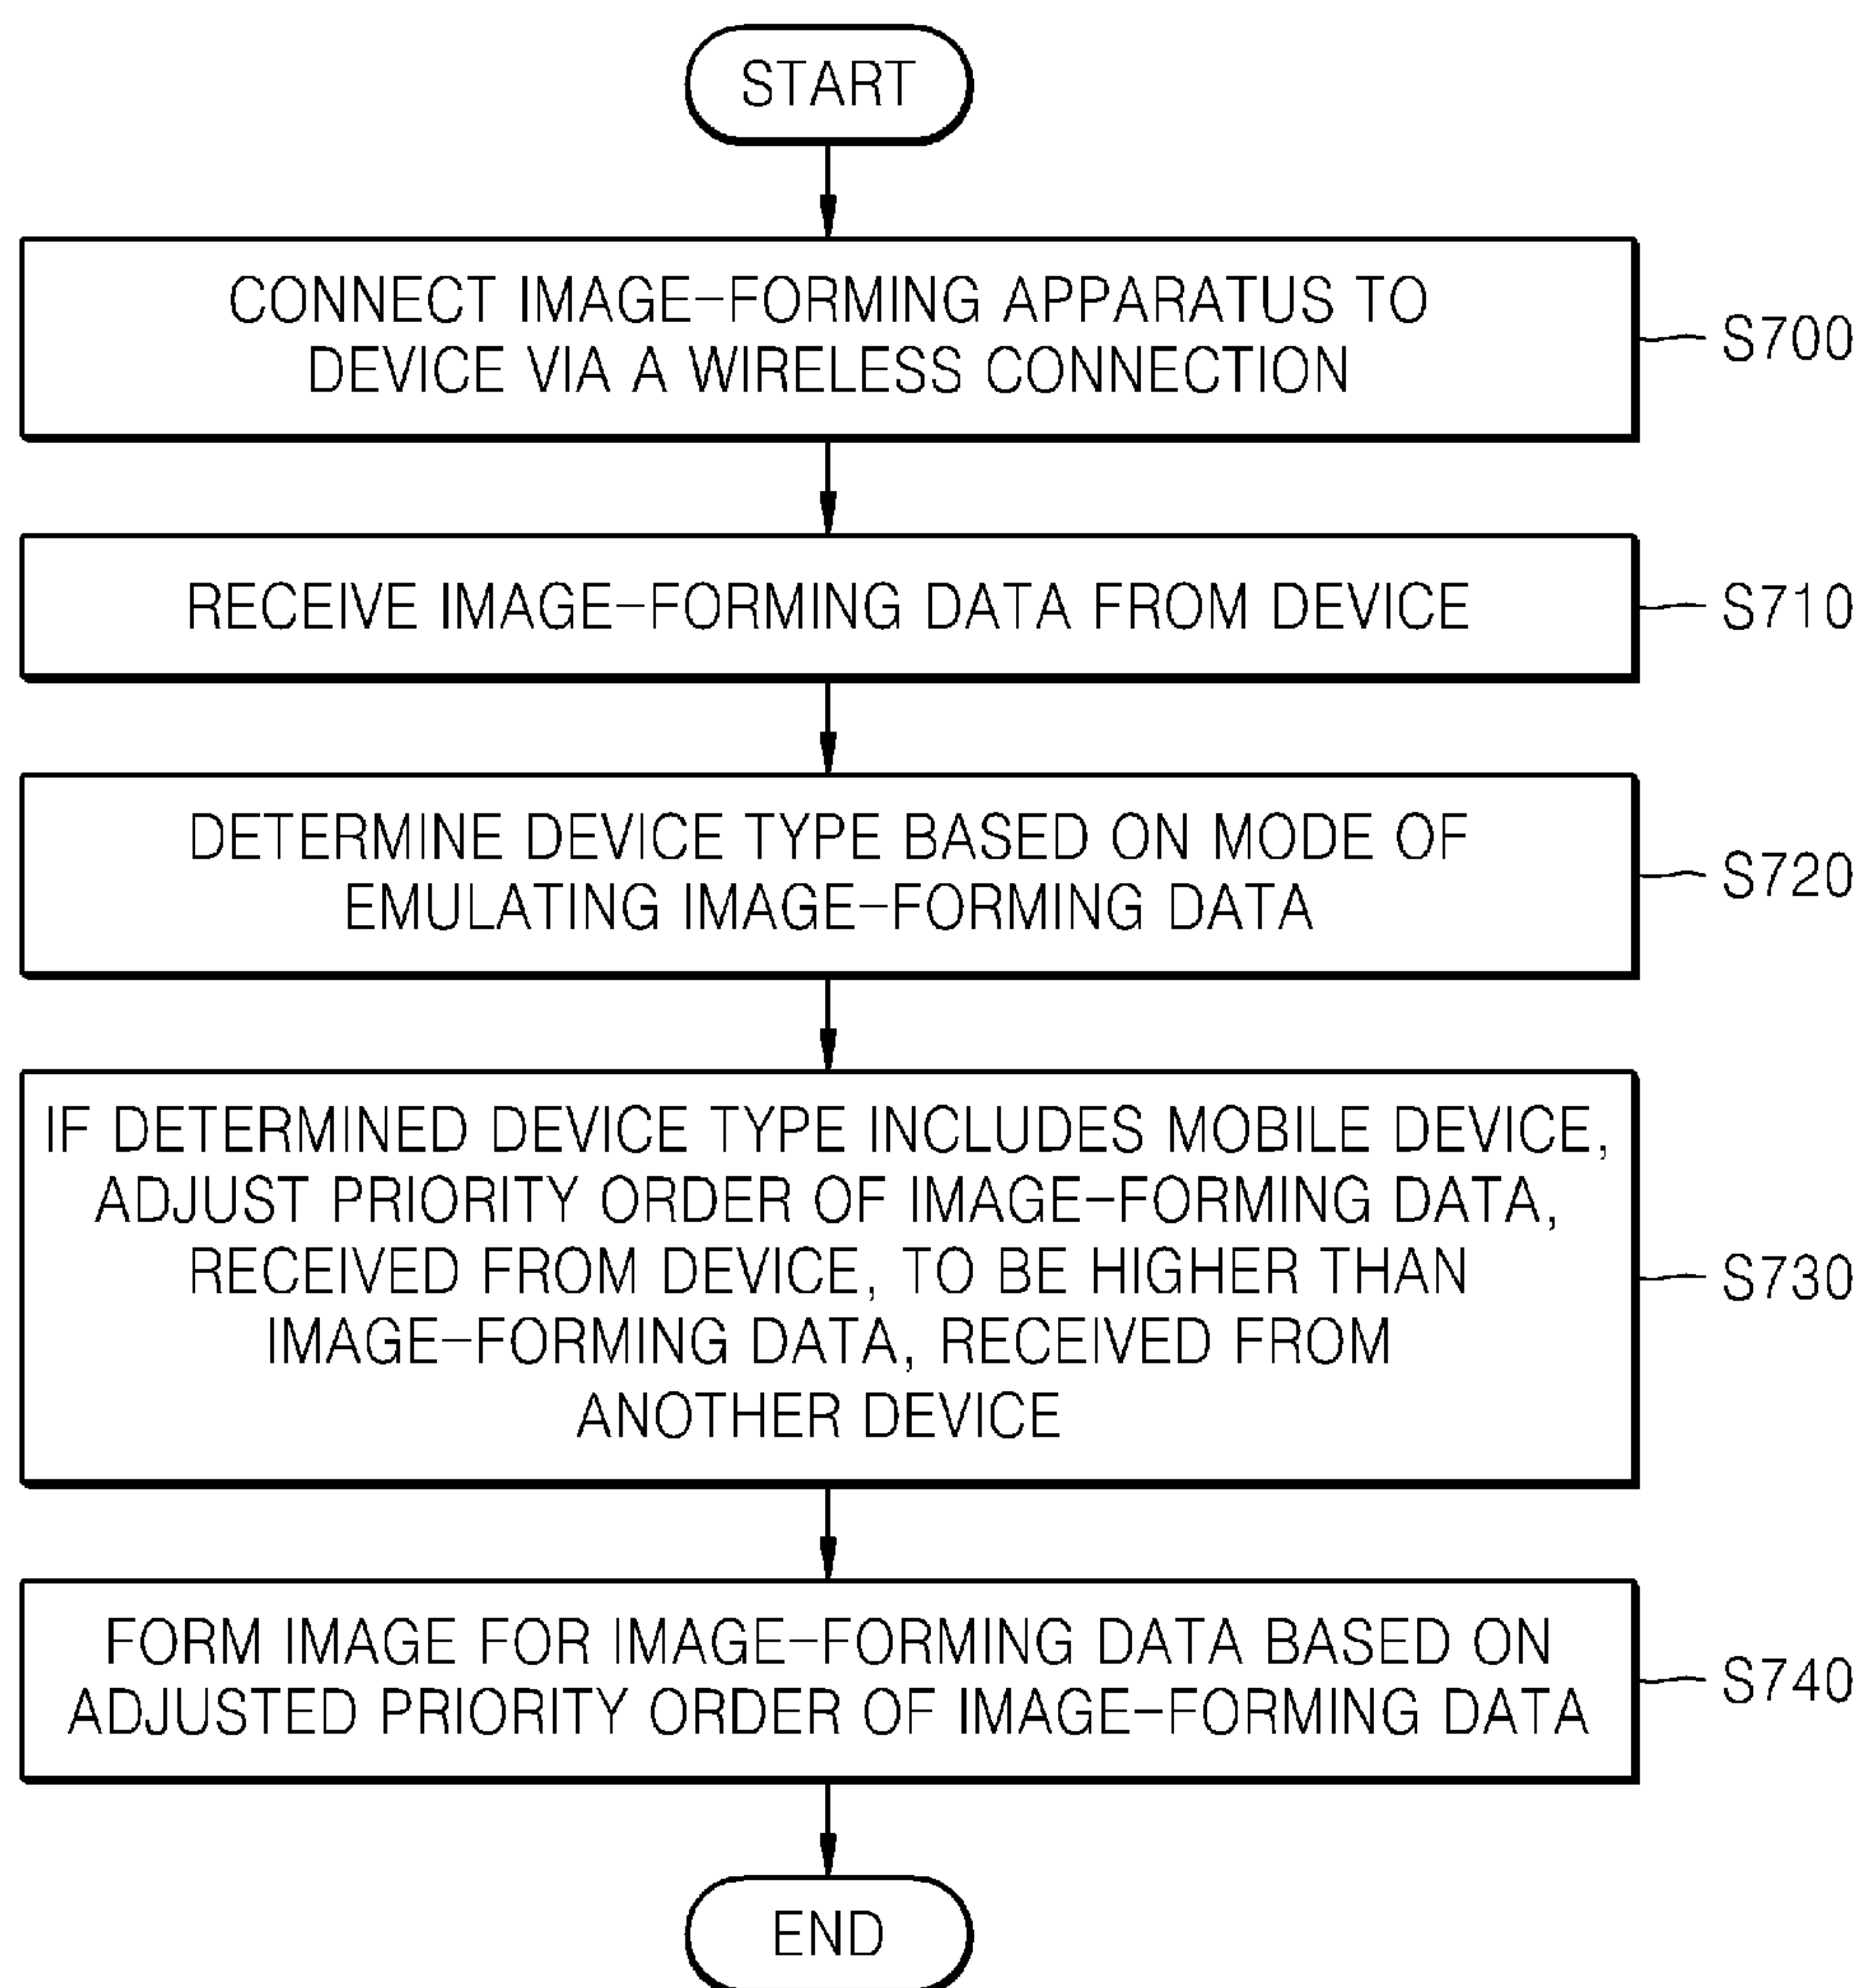 START
CONNECT IMAGE-FORMING APPARATUS TO
DEVICE VIA A WIRELESS CONNECTION
S700
RECEIVE IMAGE-FORMING DATA FROM DEVICE
S710
DETERMINE DEVICE TYPE BASED ON MODE OF
EMULATING IMAGE-FORMING DATA
S720
IF DETERMINED DEVICE TYPE INCLUDES MOBILE DEVICE,
ADJUST PRIORITY ORDER OF IMAGE-FORMING DATA,
RECEIVED FROM DEVICE, TO BE HIGHER THAN
IMAGE-FORMING DATA, RECEIVED FROM
ANOTHER DEVICE
S730
FORM IMAGE FOR IMAGE-FORMING DATA BASED ON
ADJUSTED PRIORITY ORDER OF IMAGE-FORMING DATA
S740
END